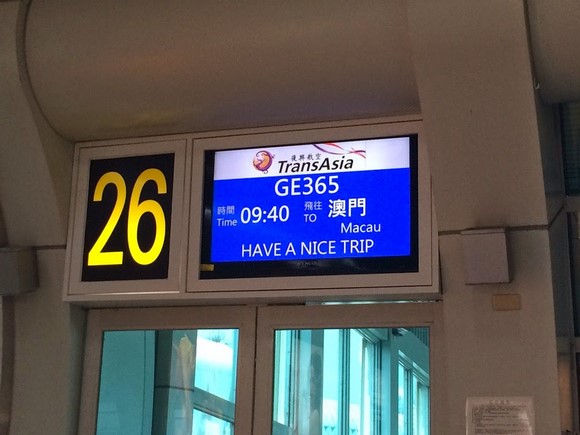 26
復興航空
TransAsia
GE365
時間 09:40 飛往 澳門
Time TO Macau
HAVE A NICE TRIP